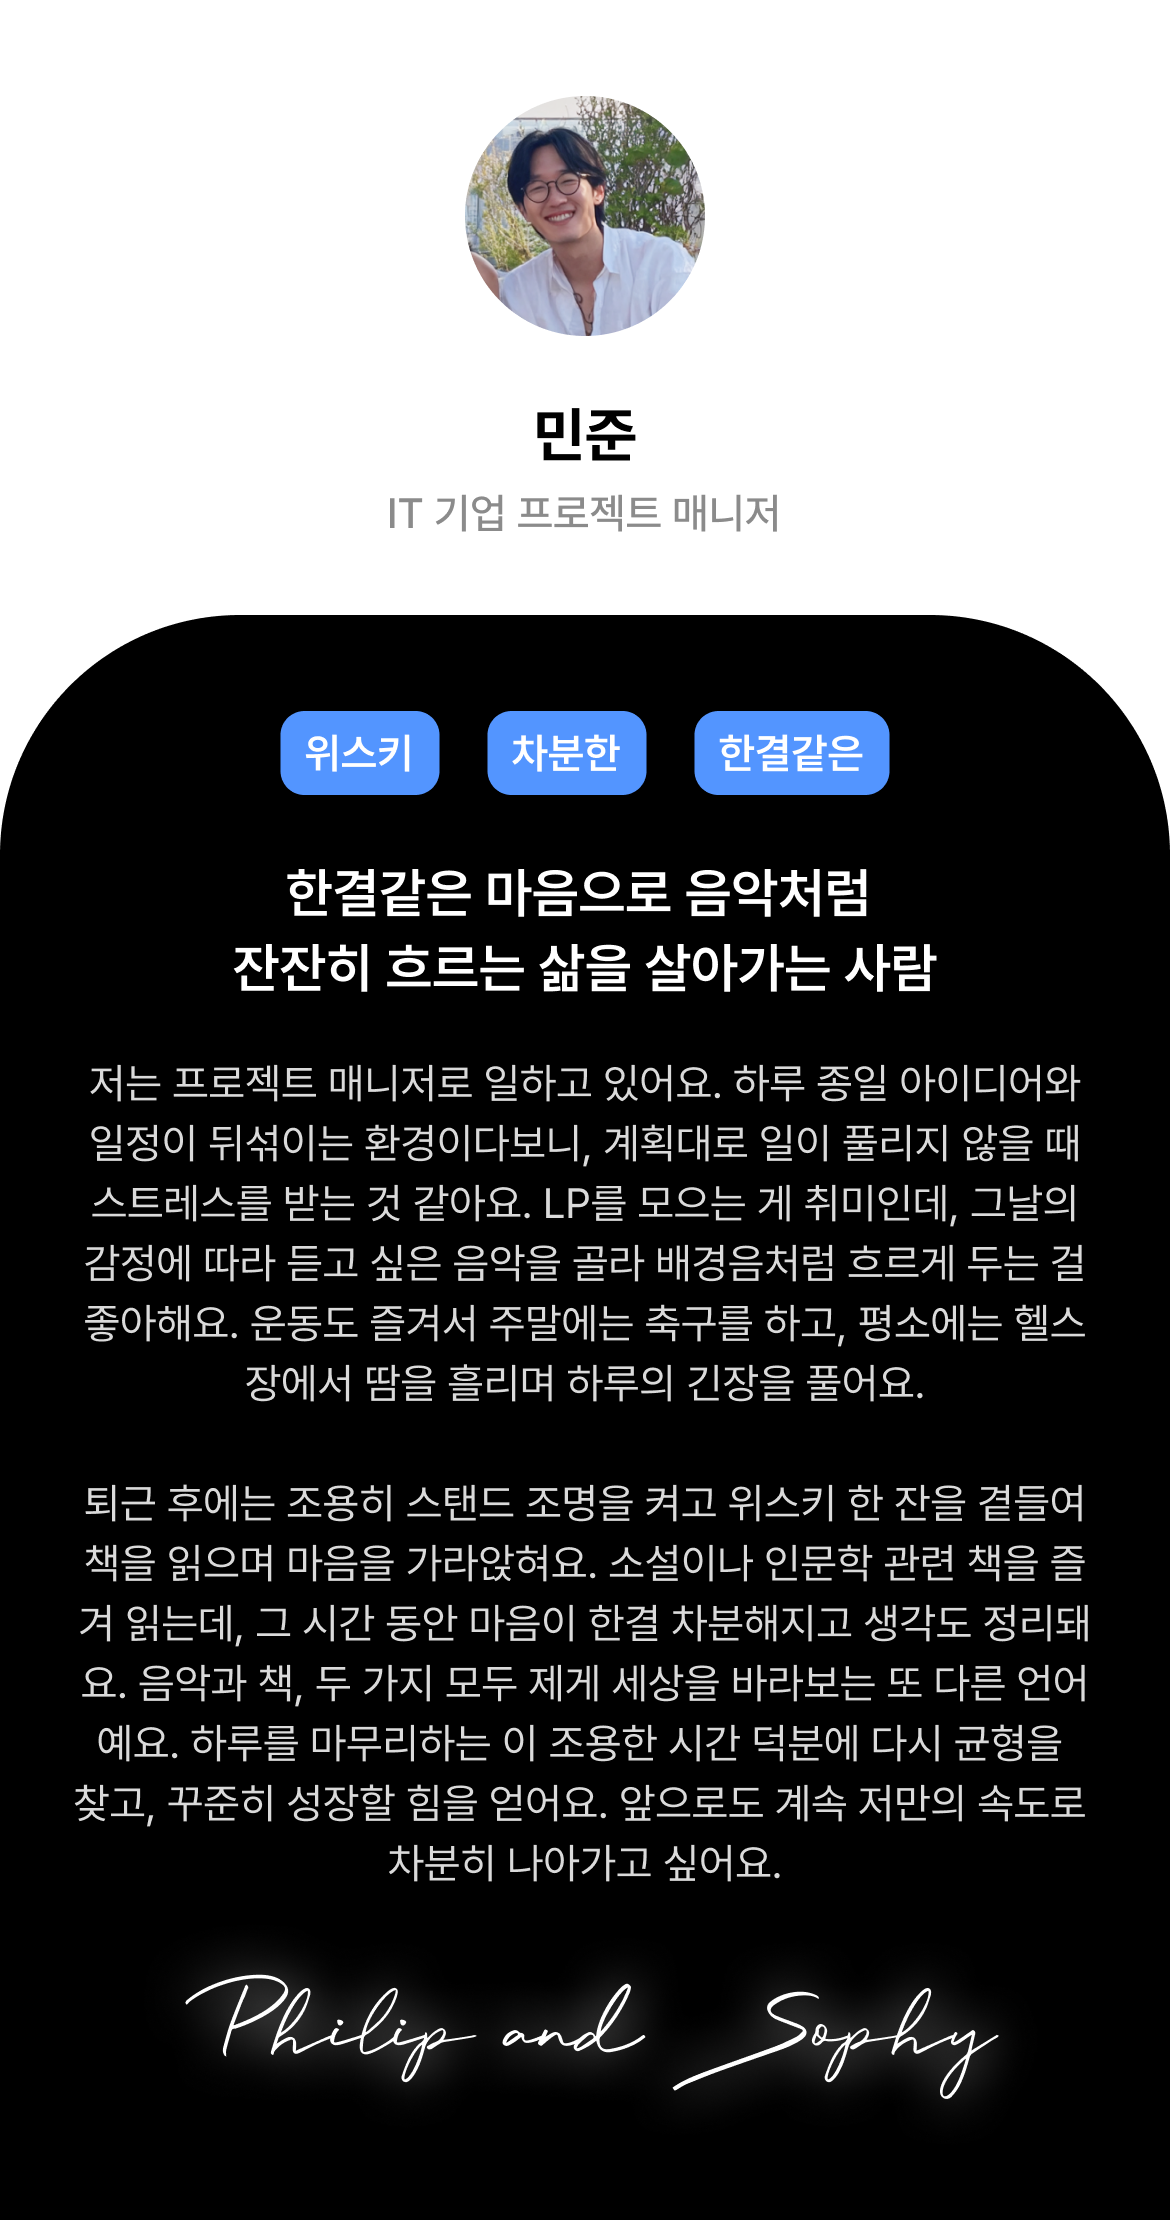 민준
IT 기업 프로젝트 매니저
위스키 차분한 한결같은
한결같은 마음으로 음악처럼
잔잔히 흐르는 삶을 살아가는 사람
저는 프로젝트 매니저로 일하고 있어요. 하루 종일 아이디어와
일정이 뒤섞이는 환경이다보니, 계획대로 일이 풀리지 않을 때
스트레스를 받는 것 같아요. LP를 모으는 게 취미인데, 그날의
감정에 따라 듣고 싶은 음악을 골라 배경음처럼 흐르게 두는 걸
좋아해요. 운동도 즐겨서 주말에는 축구를 하고, 평소에는 헬스
장에서 땀을 흘리며 하루의 긴장을 풀어요.
퇴근 후에는 조용히 스탠드 조명을 켜고 위스키 한 잔을 곁들여
책을 읽으며 마음을 가라앉혀요. 소설이나 인문학 관련 책을 즐
겨 읽는데, 그 시간 동안 마음이 한결 차분해지고 생각도 정리돼
요. 음악과 책, 두 가지 모두 제게 세상을 바라보는 또 다른 언어
예요. 하루를 마무리하는 이 조용한 시간 덕분에 다시 균형을
찾고, 꾸준히 성장할 힘을 얻어요. 앞으로도 계속 저만의 속도로
차분히 나아가고 싶어요.
Philip and Sophy